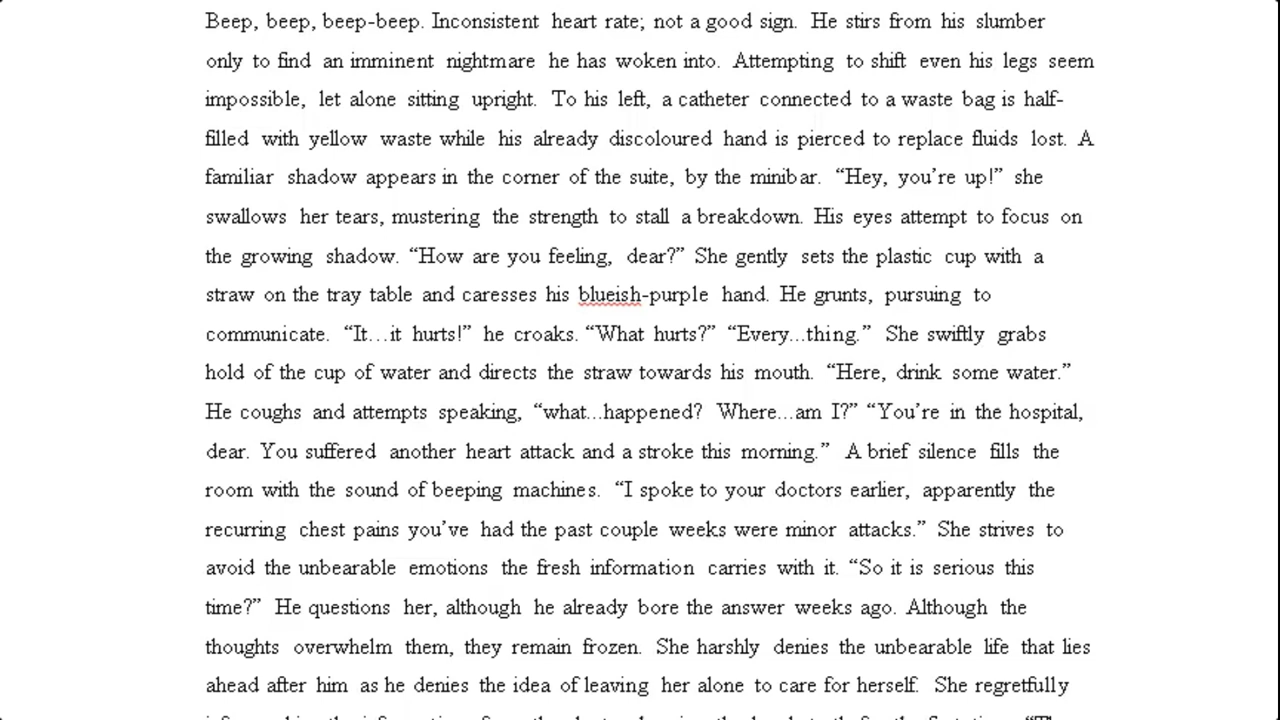 Beep, beep, beep-beep. Inconsistent heart rate; not a good sign. He stirs from his slumber
only to find an imminent nightmare he has woken into. Attempting to shift even his legs seem
impossible, let alone sitting upright. To his left, a catheter connected to a waste bag is half-
filled with yellow waste while his already discoloured hand is pierced to replace fluids lost. A
familiar shadow appears in the corner of the suite, by the minibar. “Hey, you’re up!” she
swallows her tears, mustering the strength to stall a breakdown. His eyes attempt to focus on
the growing shadow. “How are you feeling, dear?” She gently sets the plastic cup with a
straw on the tray table and caresses his blueish-purple hand. He grunts, pursuing to
communicate. “It…it hurts!” he croaks. “What hurts?” “Every…thing.” She swiftly grabs
hold of the cup of water and directs the straw towards his mouth. “Here, drink some water.”
He coughs and attempts speaking, “what...happened? Where...am I?” “You’re in the hospital,
dear. You suffered another heart attack and a stroke this morning.” A brief silence fills the
room with the sound of beeping machines. “I spoke to your doctors earlier, apparently the
recurring chest pains you’ve had the past couple weeks were minor attacks.” She strives to
avoid the unbearable emotions the fresh information carries with it. “So it is serious this
time?” He questions her, although he already bore the answer weeks ago. Although the
thoughts overwhelm them, they remain frozen. She harshly denies the unbearable life that lies
ahead after him as he denies the idea of leaving her alone to care for herself. She regretfully